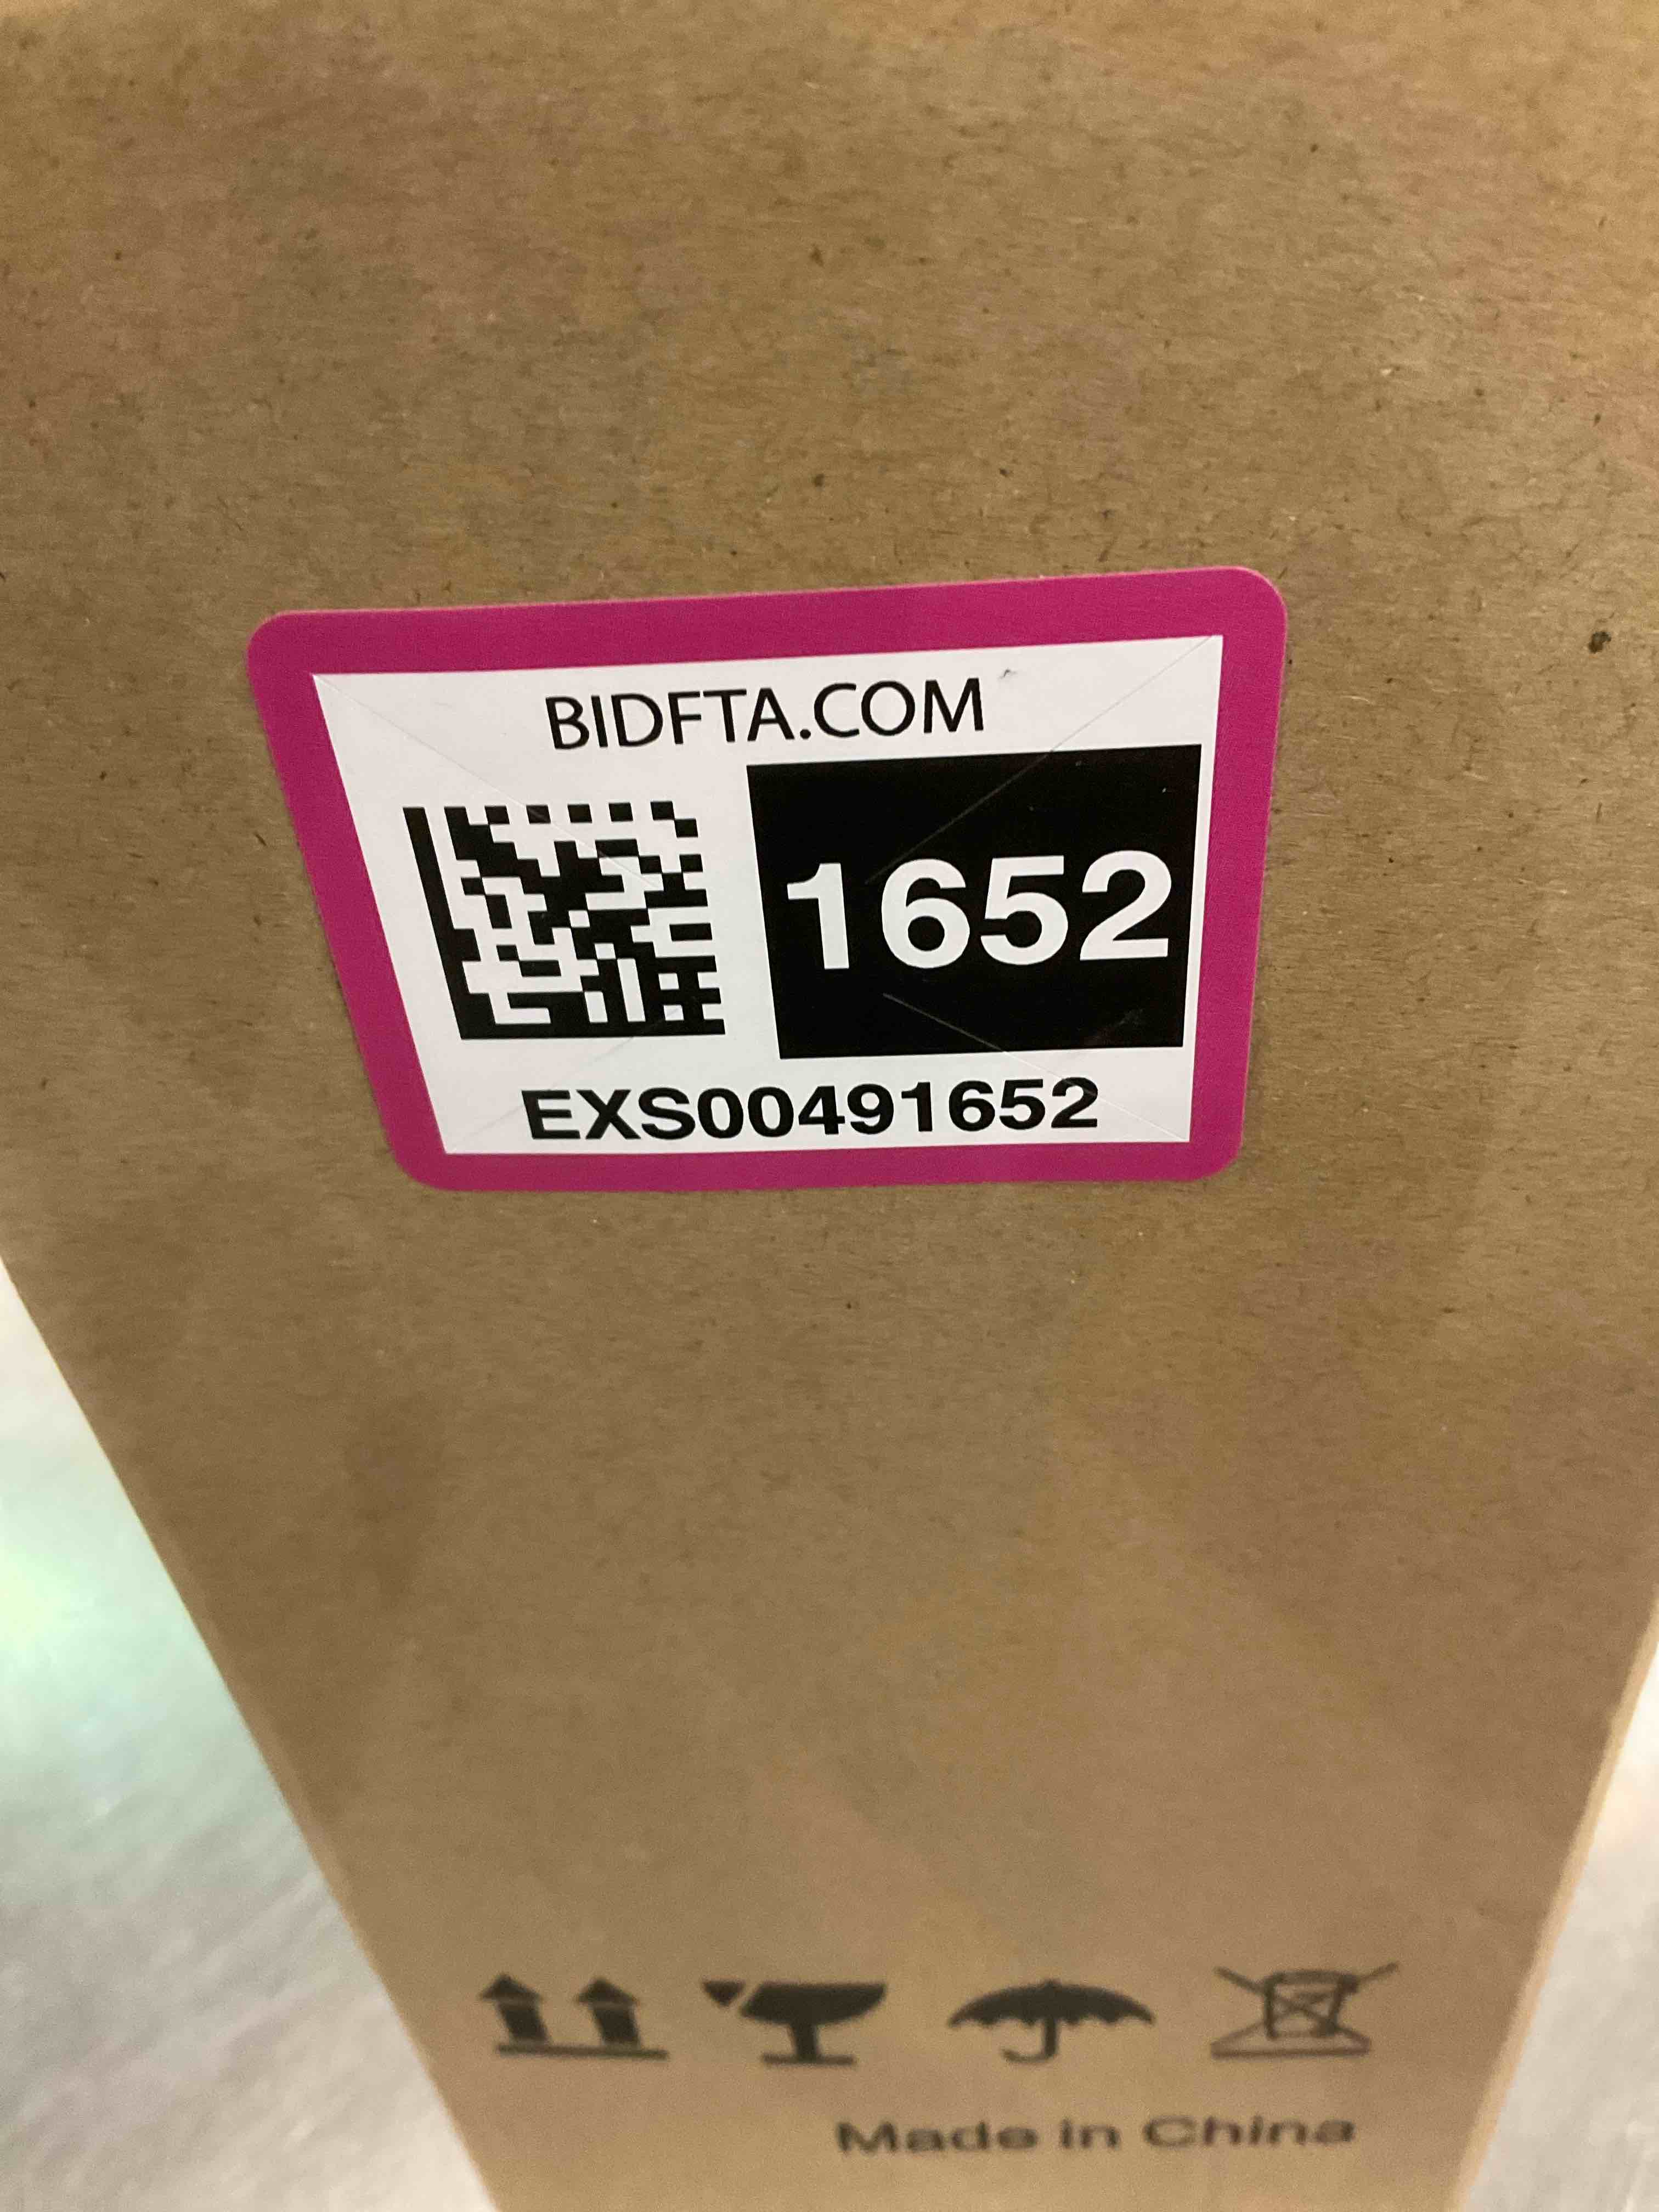 BIDFTA.COM
1652
EXS00491652
Made in China